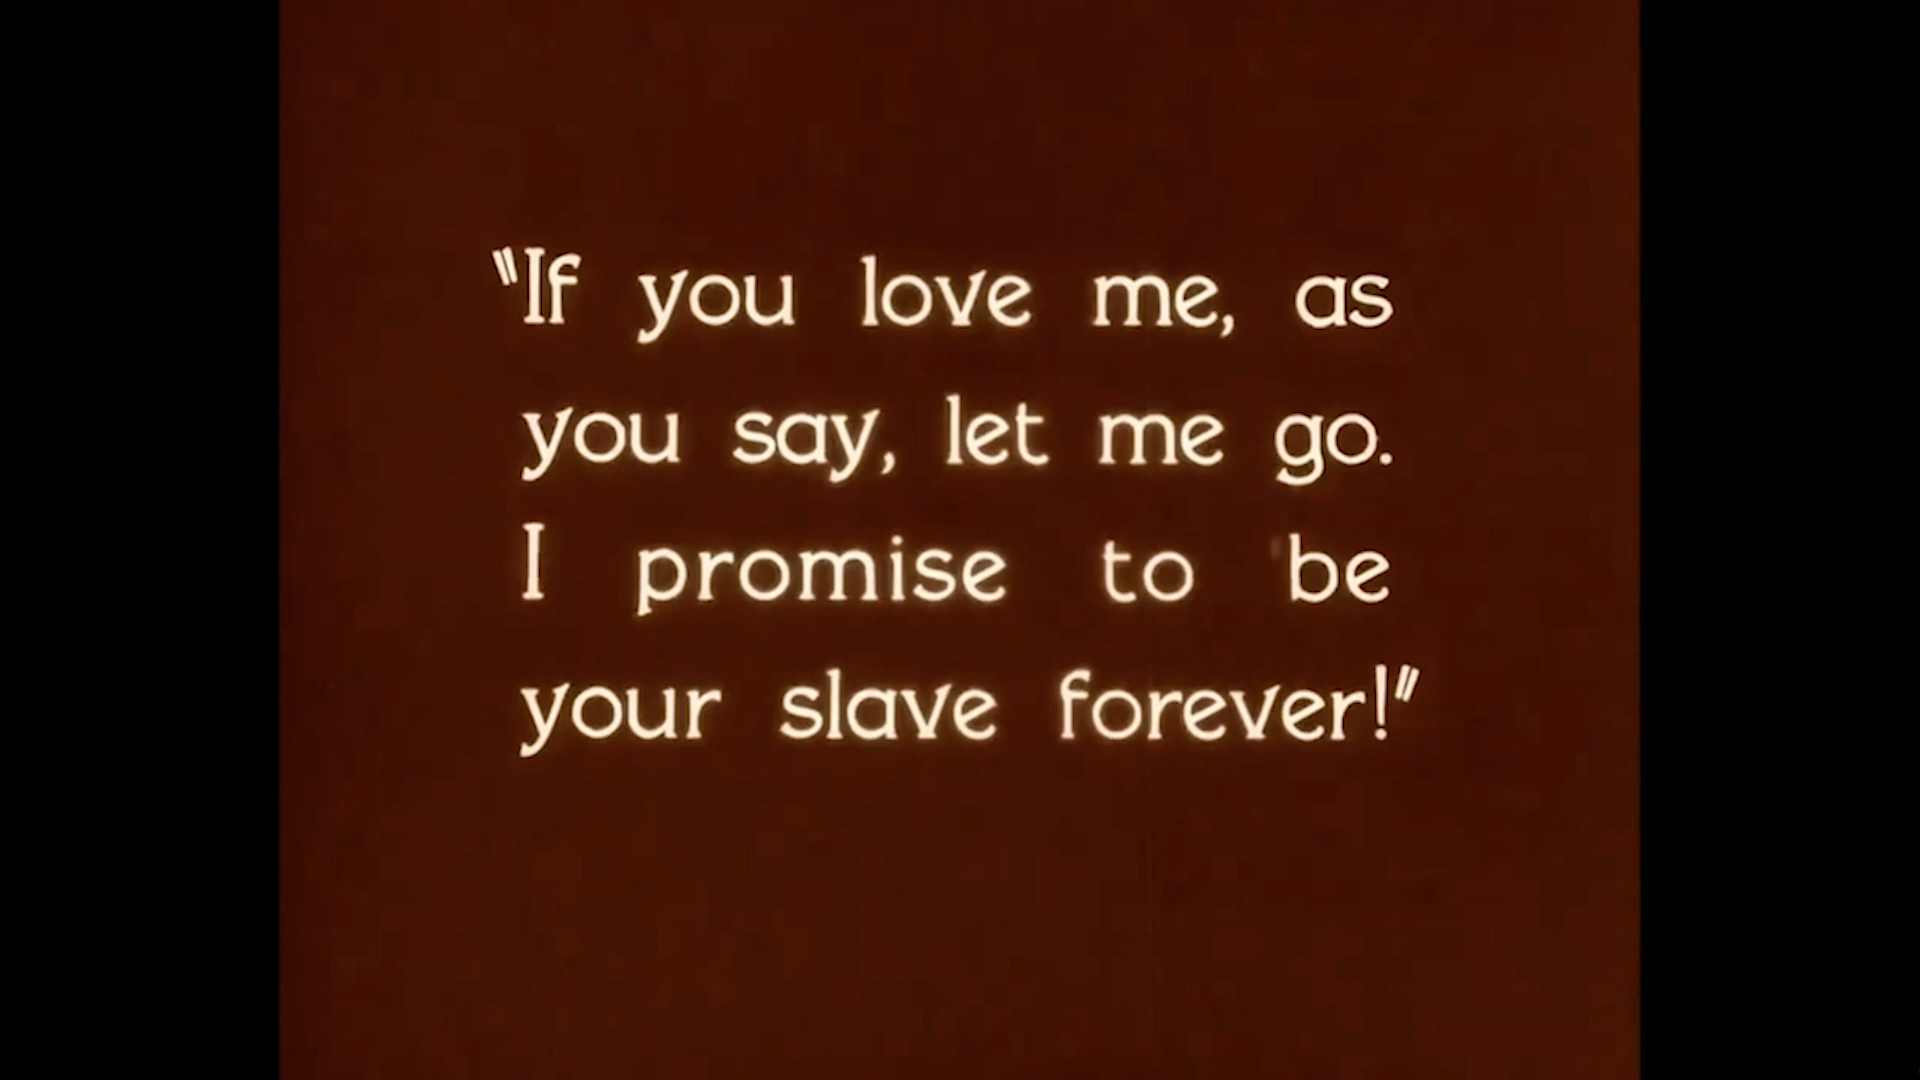 "If you love me, as
you say, let me go.
I promise to be
your slave forever!"